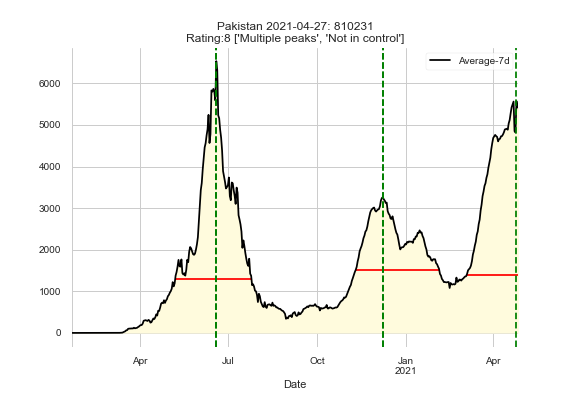 Pakistan 2021-04-27: 810231
Rating:8 ['Multiple peaks', 'Not in control']
Average-7d
6000
5000
4000
3000
2000
1000
0
Apr
Jul
Oct
Jan
2021
Apr
Date